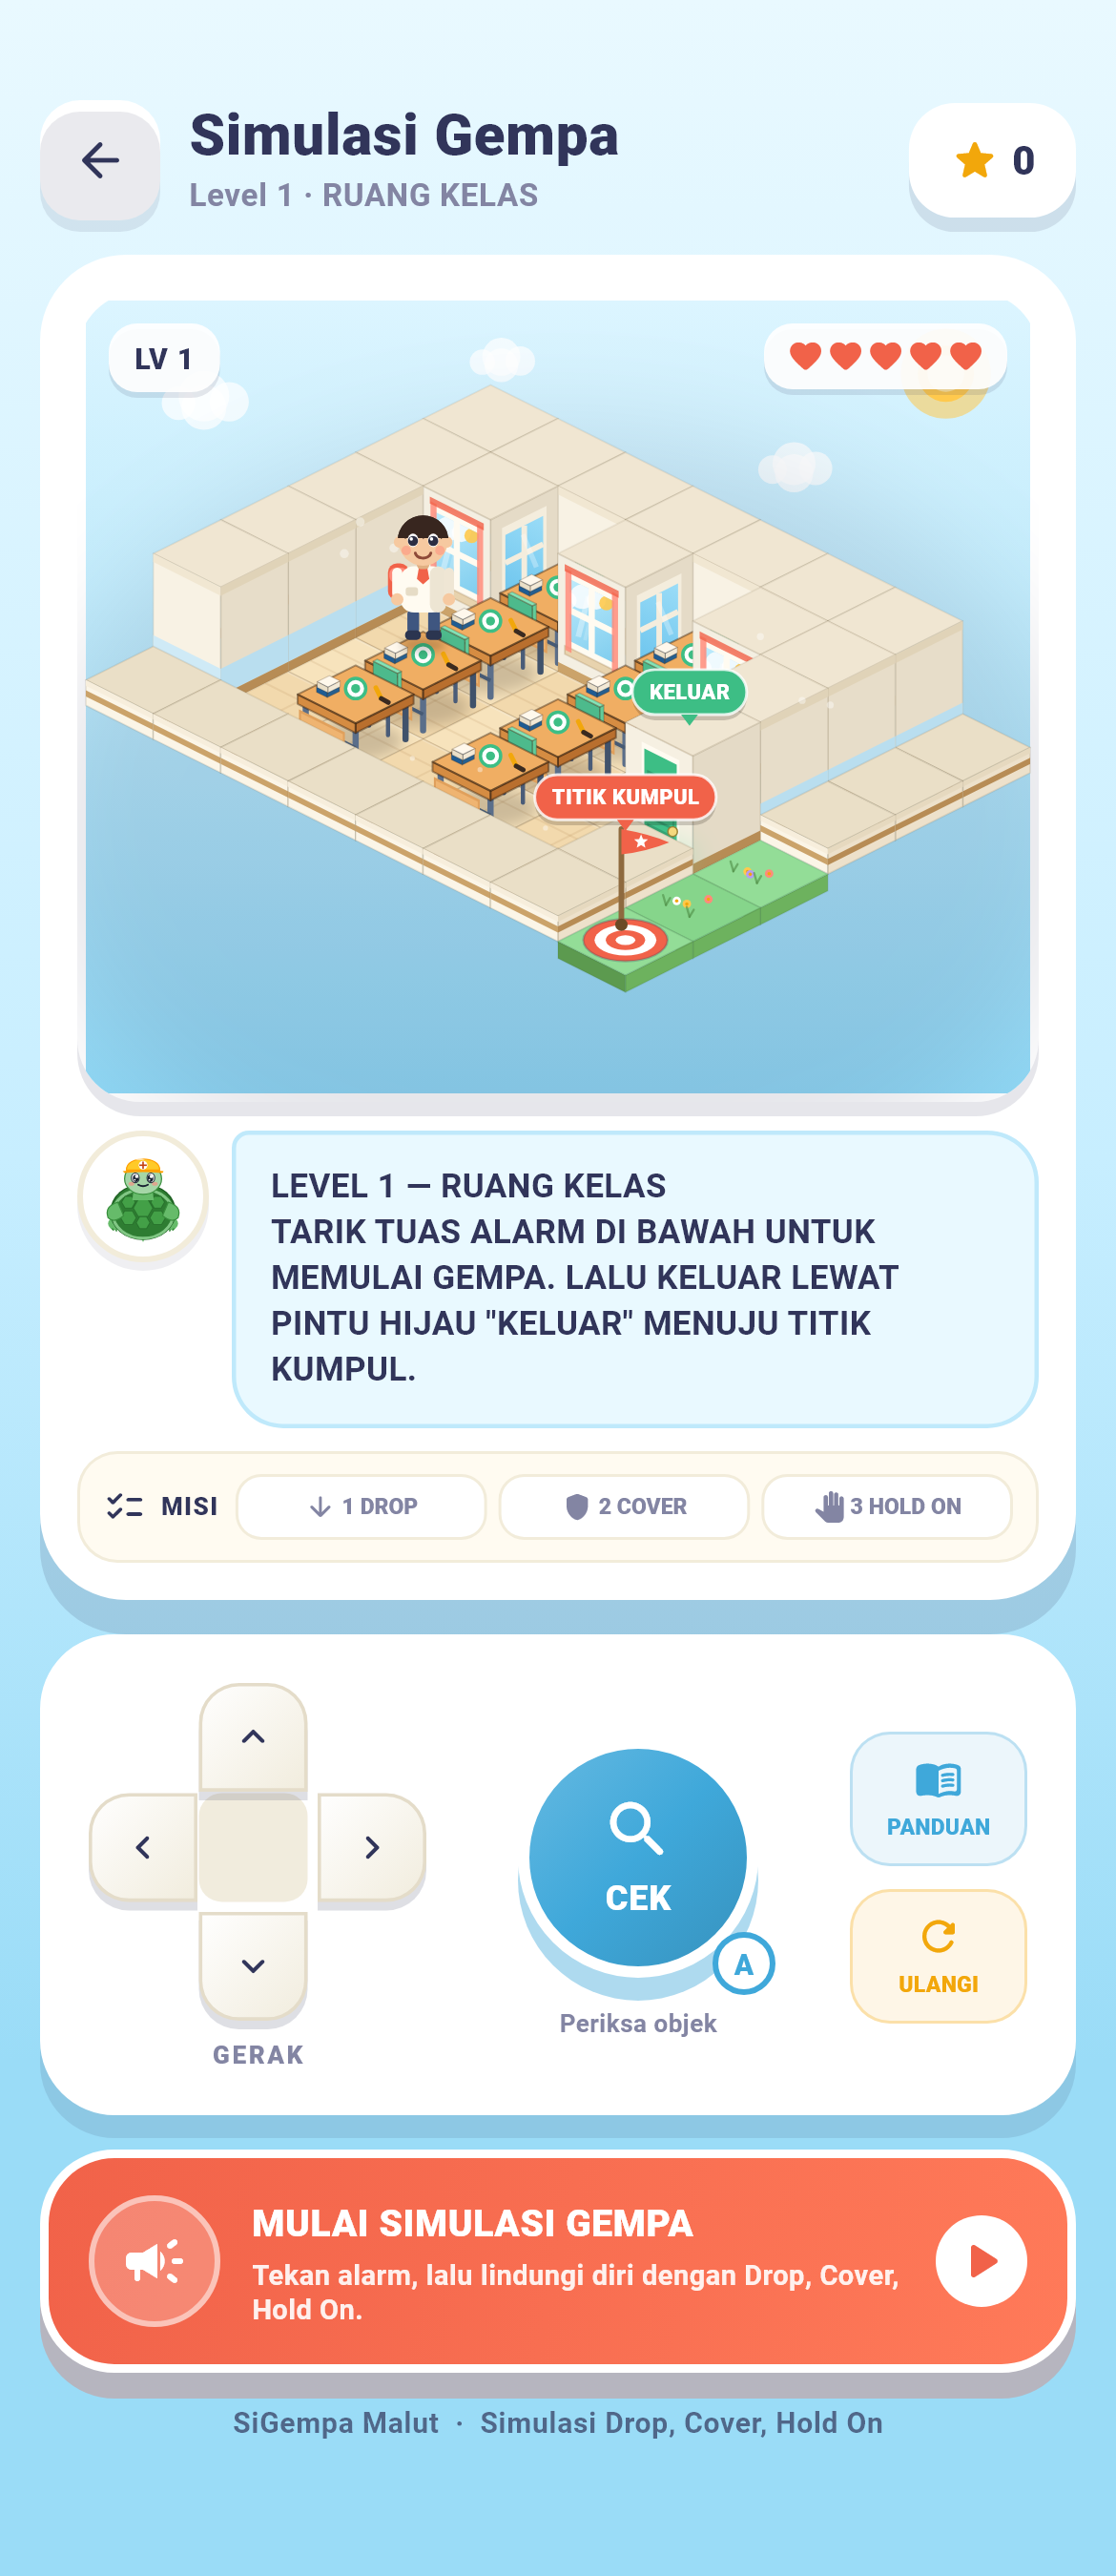 Simulasi Gempa
Level 1 · RUANG KELAS
0
LV 1
KELUAR
TITIK KUMPUL
LEVEL 1 — RUANG KELAS
TARIK TUAS ALARM DI BAWAH UNTUK
MEMULAI GEMPA. LALU KELUAR LEWAT
PINTU HIJAU "KELUAR" MENUJU TITIK
KUMPUL.
MISI
1 DROP
2 COVER
3 HOLD ON
CEK
A
Periksa objek
GERAK
PANDUAN
ULANGI
MULAI SIMULASI GEMPA
Tekan alarm, lalu lindungi diri dengan Drop, Cover,
Hold On.
SiGempa Malut · Simulasi Drop, Cover, Hold On